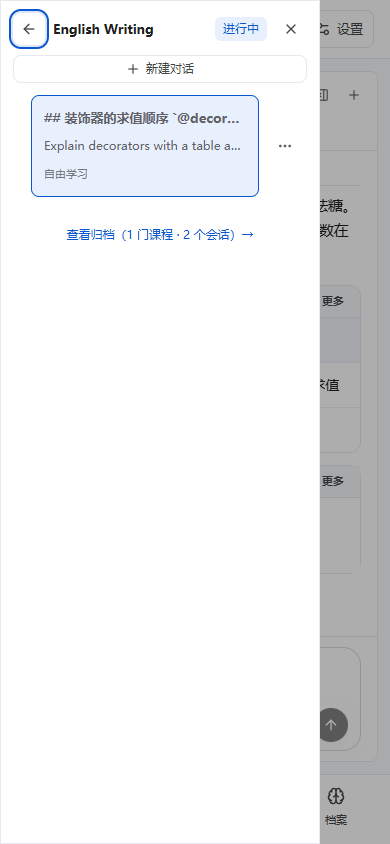 English Writing 进行中 设置
新建对话
## 装饰器的求值顺序 `@decor...
Explain decorators with a table a...
自由学习
查看归档（1 门课程 · 2 个会话）→
法糖。
数在
更多
求值
更多
档案